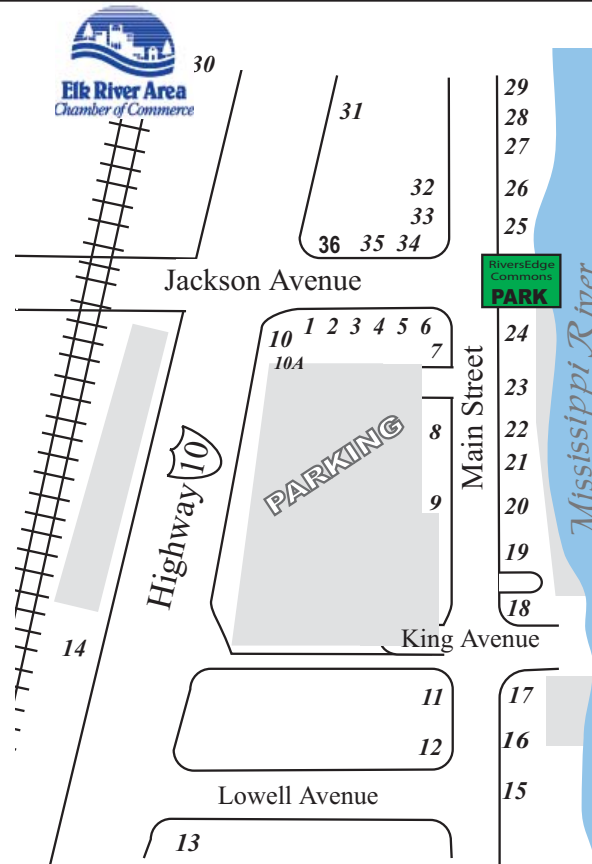 Elk River Area
Chamber of Commerce
30
31
29
28
27
32
26
33
25
36 35 34
Jackson Avenue
RiversEdge
Commons
PARK
Mississippi River
1 2 3 4 5 6
10
7
10A
24
Main Street
23
PARKING
8
22
21
Highway 10
9
20
19
18
King Avenue
14
11
17
12
16
Lowell Avenue
15
13